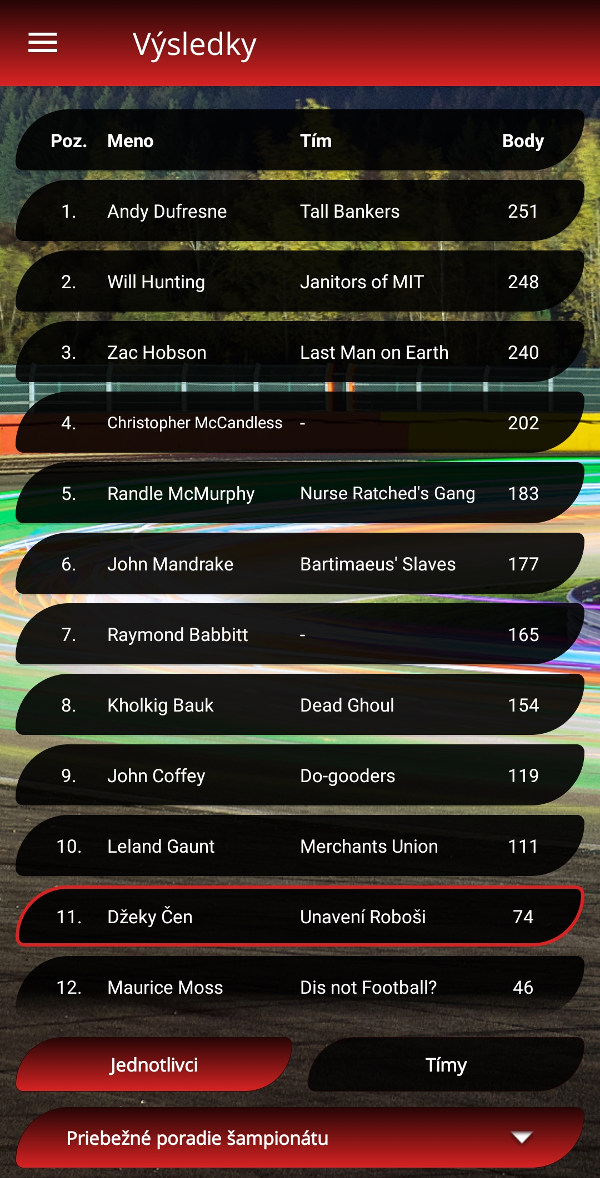 Výsledky
Poz. Meno Tím Body
1. Andy Dufresne Tall Bankers 251
2. Will Hunting Janitors of MIT 248
3. Zac Hobson Last Man on Earth 240
4. Christopher McCandless - 202
5. Randle McMurphy Nurse Ratched's Gang 183
6. John Mandrake Bartimaeus' Slaves 177
7. Raymond Babbitt - 165
8. Kholkig Bauk Dead Ghoul 154
9. John Coffey Do-gooders 119
10. Leland Gaunt Merchants Union 111
11. Džeky Čen Unavení Roboši 74
12. Maurice Moss Dis not Football? 46
Jednotlivci Tímy
Priebežné poradie šampionátu